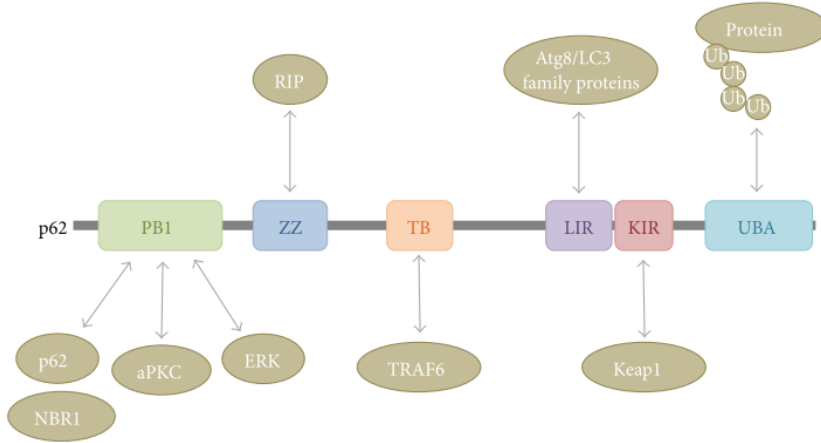 Protein
Ub
Ub
Ub
Ub
RIP
Atg8/LC3
family proteins
p62
PB1
ZZ
TB
LIR
KIR
UBA
p62
aPKC
ERK
TRAF6
Keap1
NBR1